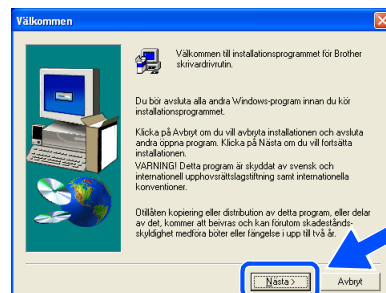 Välkommen
Välkommen till installationsprogrammet för Brother
skrivardrivrutin.
Du bör avsluta alla andra Windows-program innan du kör
installationsprogrammet.
Klicka på Avbryt om du vill avbryta installationen och avsluta
andra öppna program. Klicka på Nästa om du vill fortsätta
installationen.
VARNING! Detta program är skyddat av svensk och
internationell upphovsrättslagstiftning samt internationella
konventioner.
Otillåten kopiering eller distribution av detta program, eller delar
av det, kommer att beivras och kan förutom skadestånds-
skyldighet medföra böter eller fängelse i upp till två år.
Nästa >
Avbryt